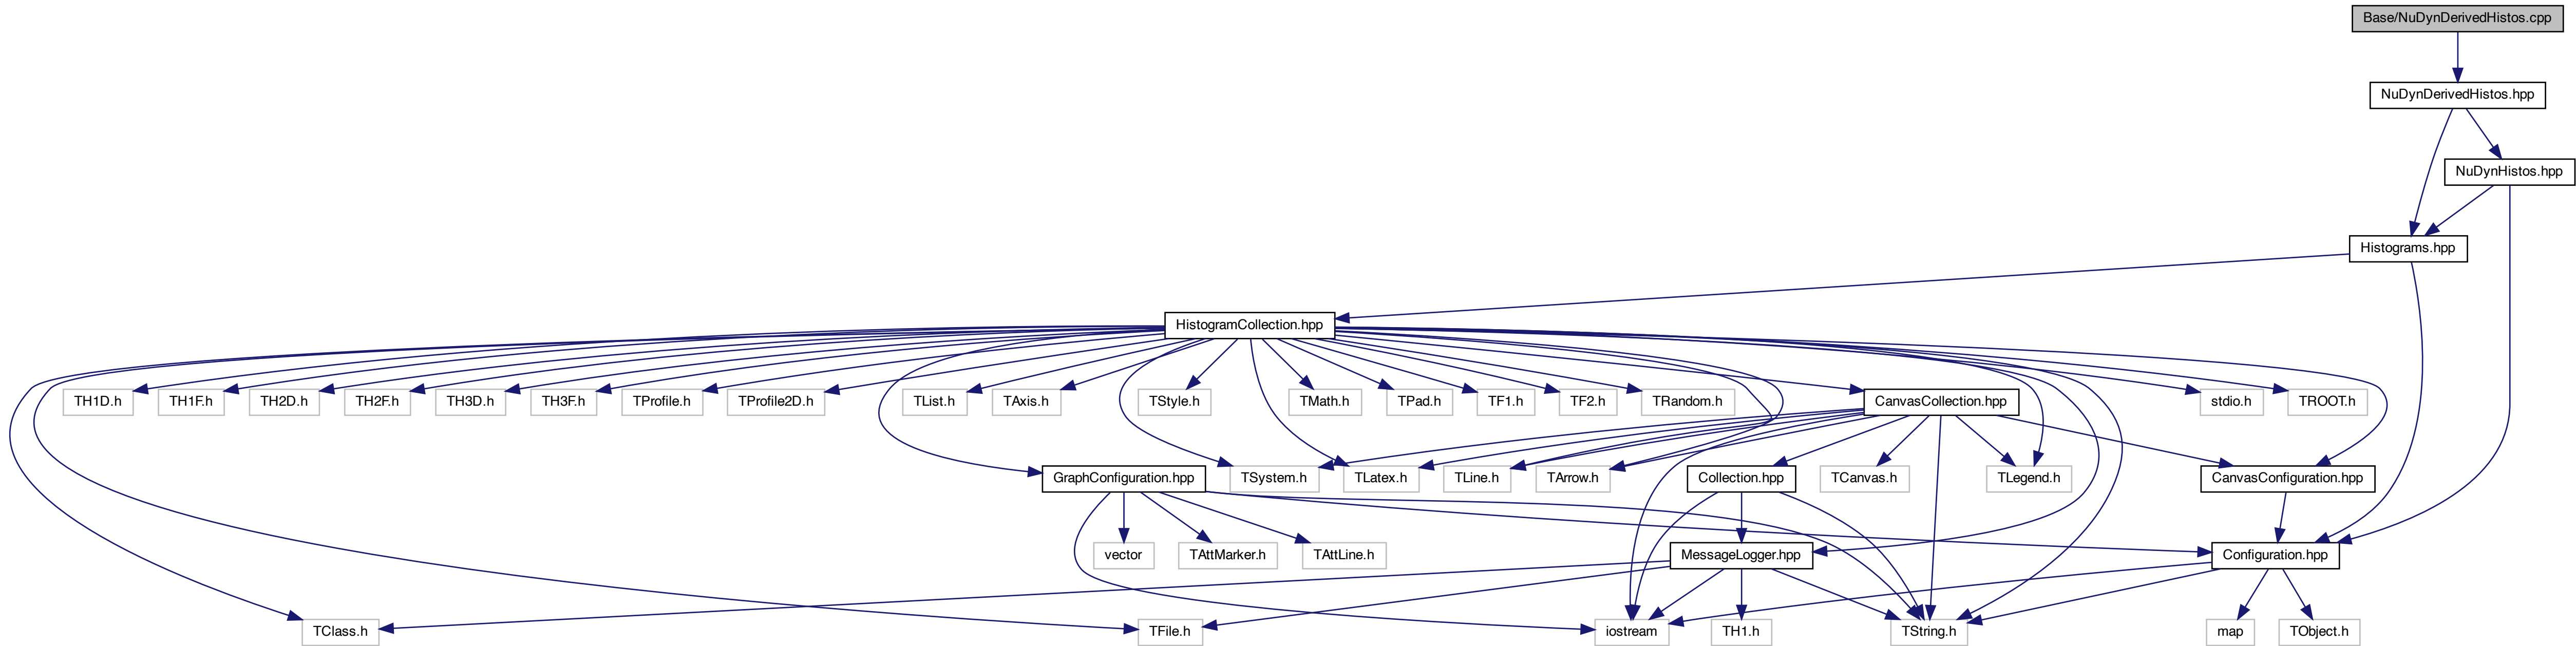 Base/NuDynDerivedHistos.cpp
NuDynDerivedHistos.hpp
NuDynHistos.hpp
Histograms.hpp
HistogramCollection.hpp
TH1D.h
TH1F.h
TH2D.h
TH2F.h
TH3D.h
TH3F.h
TProfile.h
TProfile2D.h
TList.h
TAxis.h
TStyle.h
TMath.h
TPad.h
TF1.h
TF2.h
TRandom.h
CanvasCollection.hpp
stdio.h
TROOT.h
GraphConfiguration.hpp
TSystem.h
TLatex.h
TLine.h
TArrow.h
Collection.hpp
TCanvas.h
TLegend.h
CanvasConfiguration.hpp
vector
TAttMarker.h
TAttLine.h
MessageLogger.hpp
Configuration.hpp
TClass.h
TFile.h
iostream
TH1.h
TString.h
map
TObject.h